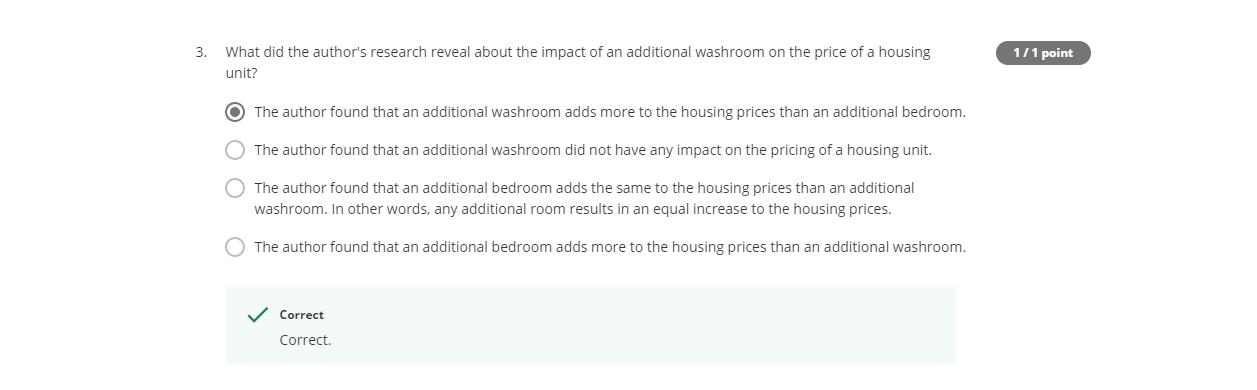 3. What did the author's research reveal about the impact of an additional washroom on the price of a housing
unit?
1 / 1 point
The author found that an additional washroom adds more to the housing prices than an additional bedroom.
The author found that an additional washroom did not have any impact on the pricing of a housing unit.
The author found that an additional bedroom adds the same to the housing prices than an additional
washroom. In other words, any additional room results in an equal increase to the housing prices.
The author found that an additional bedroom adds more to the housing prices than an additional washroom.
Correct
Correct.